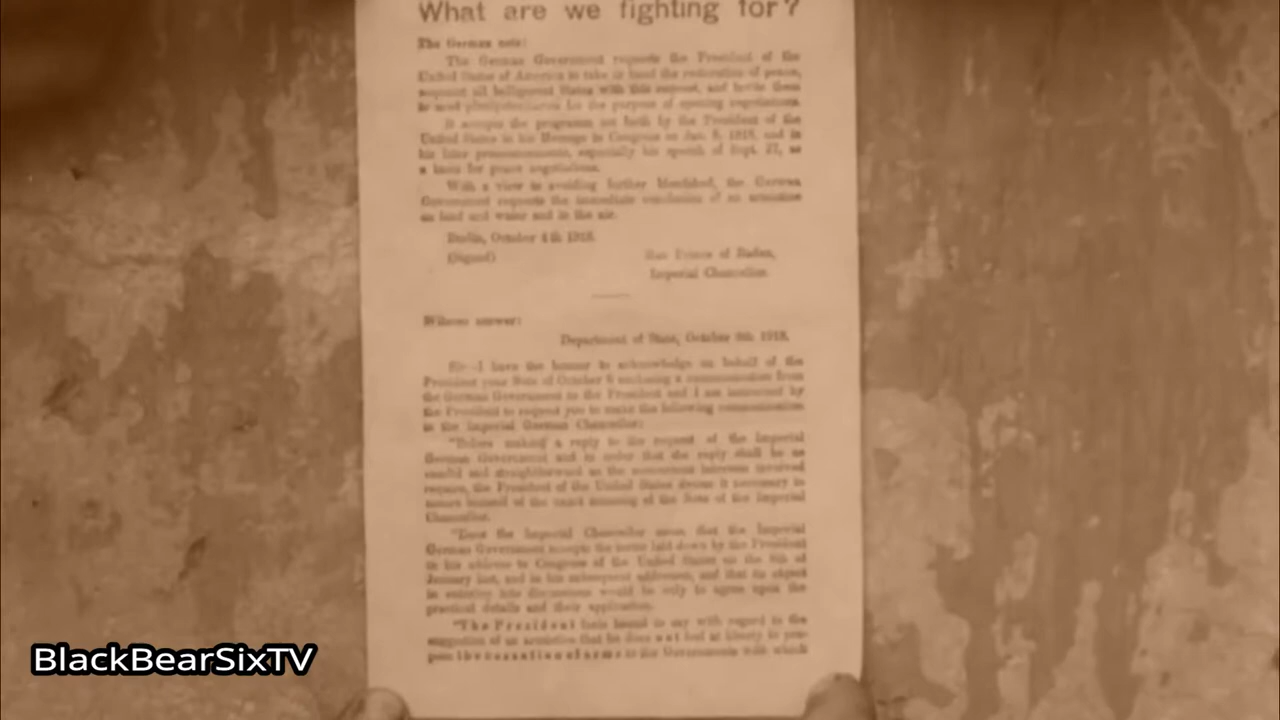 What are we fighting for?
The German note:
The German Government requests the President of the
United States of America to take in hand the restoration of peace,
acquaint all belligerent States with this request, and invite them
to send plenipotentiaries for the purpose of opening negotiations.
It accepts the programm set forth by the President of the
United States in his Message to Congress on Jan. 8, 1918, and in
his later pronouncements, especially his speech of Sept. 27, as
a basis for peace negotiations.
With a view to avoiding further bloodshed, the German
Government requests the immediate conclusion of an armistice
on land and water and in the air.
Berlin, October 4th 1918.
(Signed)
Max Prince of Baden,
Imperial Chancellor.
Wilsons answer:
Department of State, October 8th 1918.
Sir—I have the honour to acknowledge on behalf of the
President your Note of October 6 enclosing a communication from
the German Government to the President and I am instructed by
the President to request you to make the following communication
to the Imperial German Chancellor:
"Before making a reply to the request of the Imperial
German Government and in order that the reply shall be as
candid and straightforward as the momentous interests involved
require, the President of the United States deems it necessary to
assure himself of the exact meaning of the Note of the Imperial
Chancellor.
"Does the Imperial Chancellor mean that the Imperial
German Government accepts the terms laid down by the President
in his address to Congress of the United States on the 8th of
January last, and in his subsequent addresses, and that its object
in entering into discussions would be only to agree upon the
practical details and their application.
"The President feels bound to say with regard to the
suggestion of an armistice that he does not feel at liberty to pro-
pose the cessation of arms to the Governments with which
BlackBearSixTV